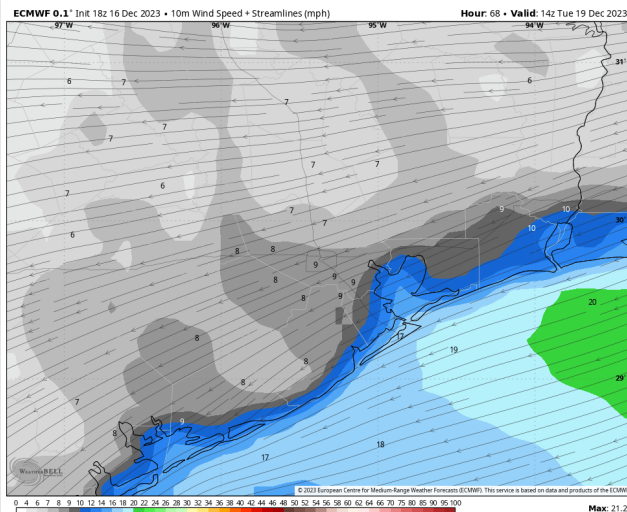 ECMWF 0.1° Init 18z 16 Dec 2023 • 10m Wind Speed + Streamlines (mph) Hour: 68 • Valid: 14z Tue 19 Dec 2023
97°W 96°W 95°W 94°W
31°
6 7 7 6
7 7
7 7
7 6
7 7 9 10 30°
6 8 8 10
9
8 9 9
8 9 20
17
8 19
8 29°
8
7
9
8 18
17
WEATHERBELL
© 2023 European Centre for Medium-Range Weather Forecasts (ECMWF). This service is based on data and products of the ECMWF
0 4 6 7 8 9 10 12 14 16 18 20 22 24 26 28 30 32 34 36 38 40 42 44 46 48 50 52 54 56 58 60 65 70 75 80 85 90 95 100
Max: 21.2